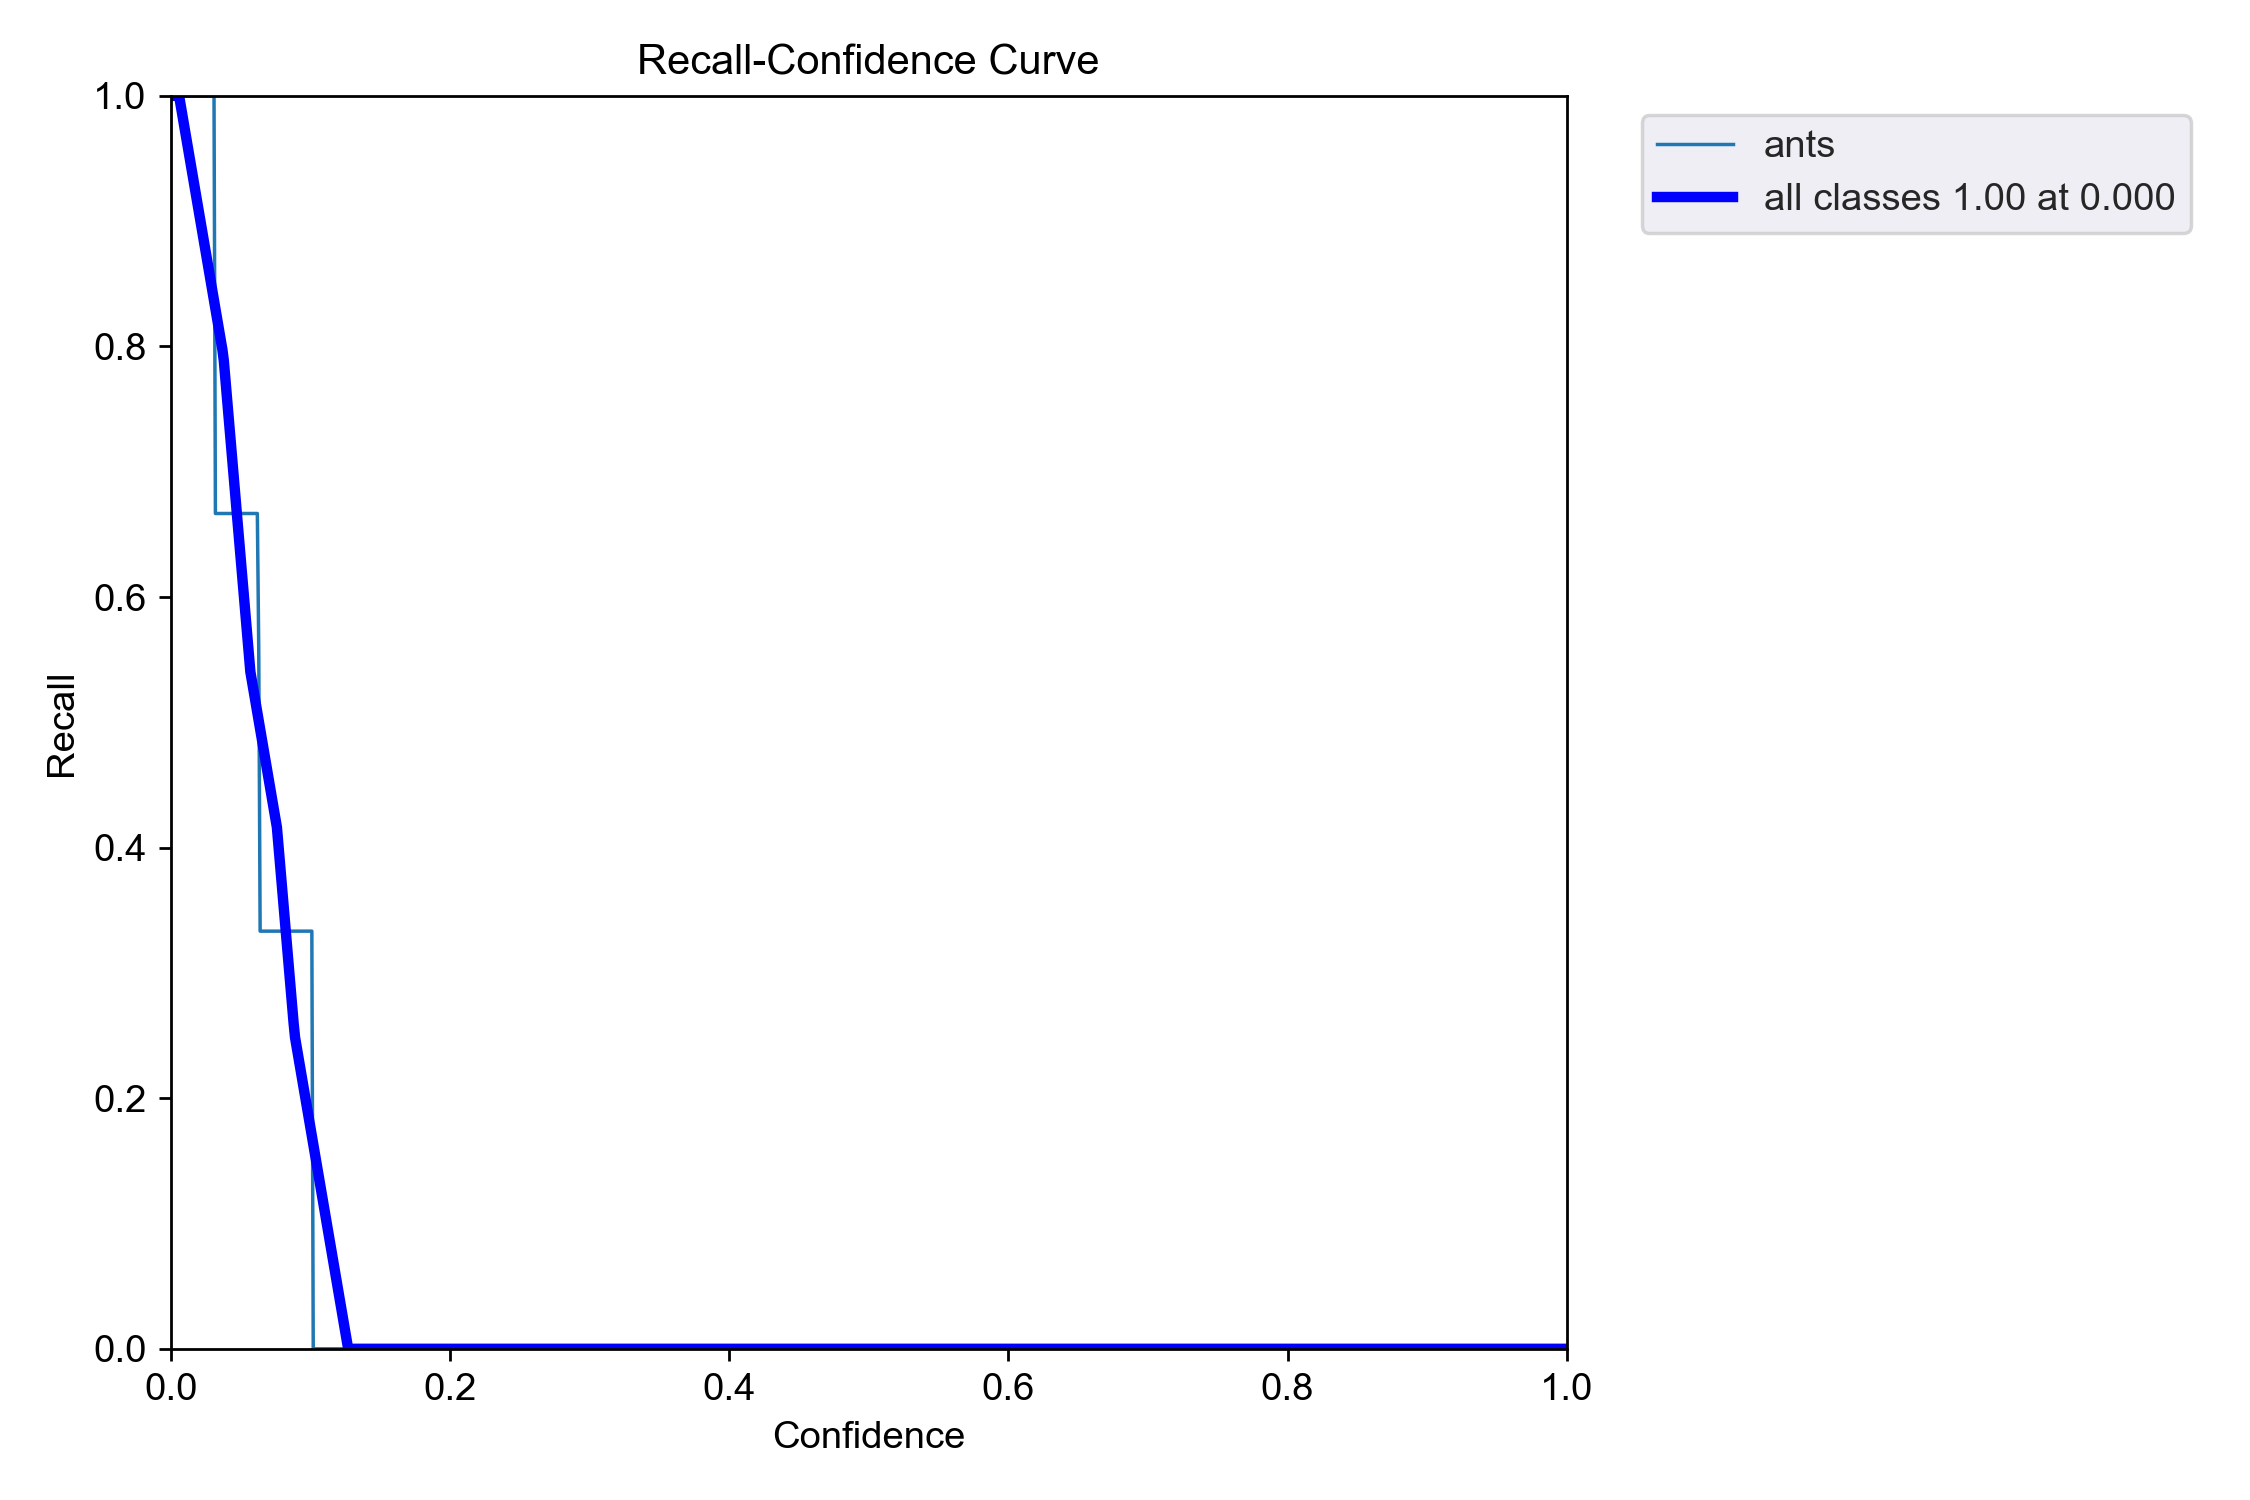 Recall-Confidence Curve
1.0
0.8
0.6
0.4
0.2
0.0
Recall
0.0 0.2 0.4 0.6 0.8 1.0
Confidence
ants
all classes 1.00 at 0.000